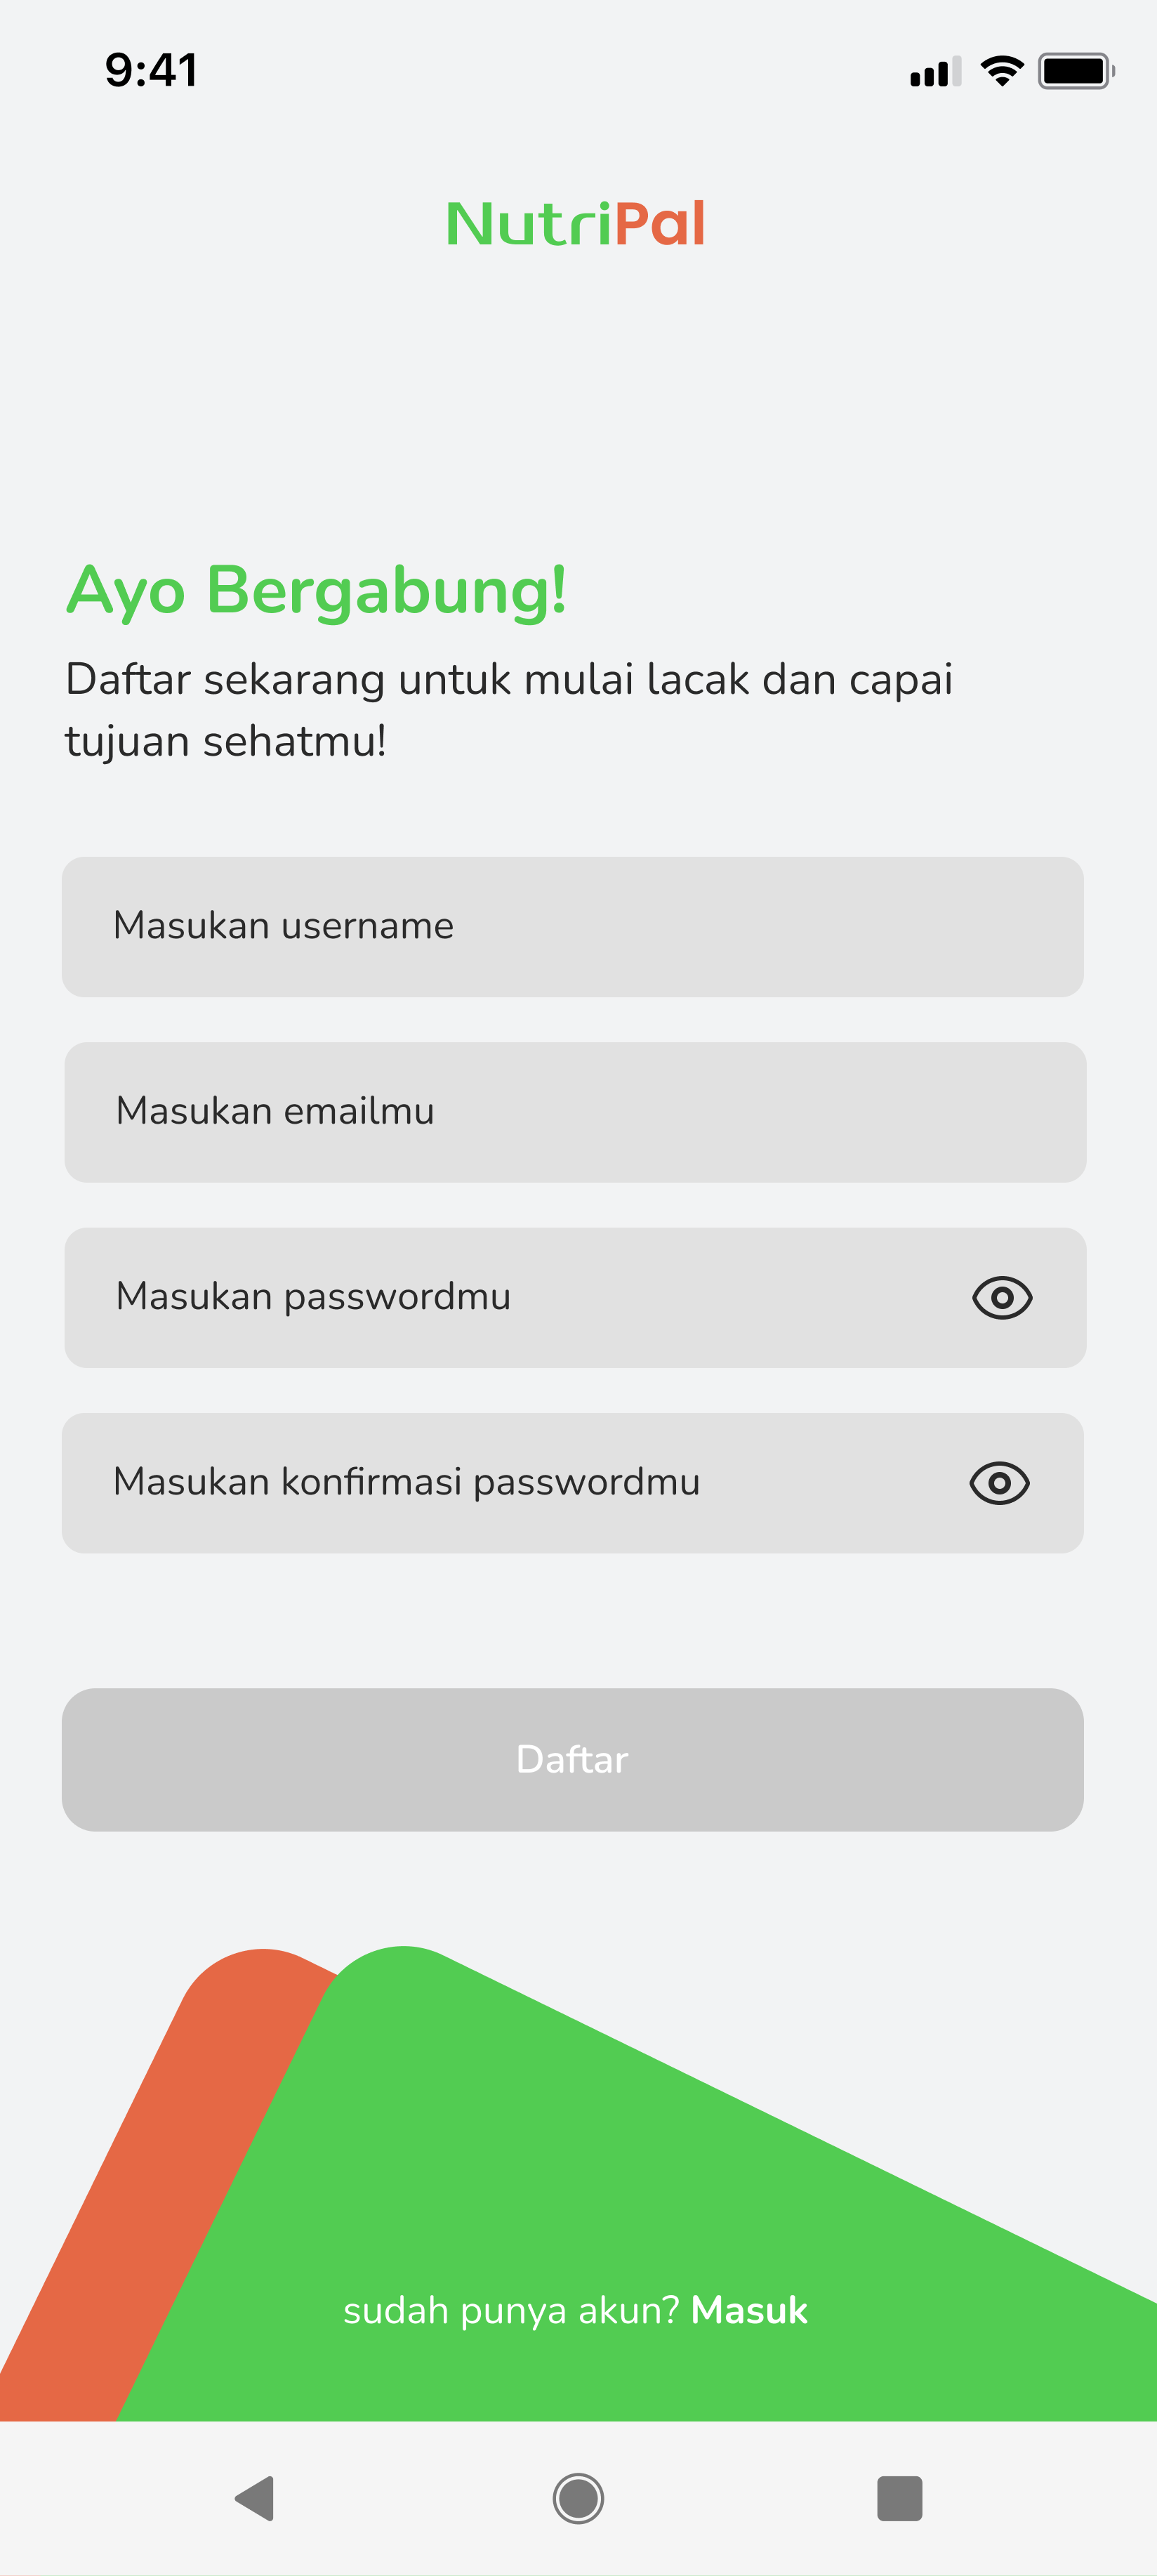 9:41
NutriPal
Ayo Bergabung!
Daftar sekarang untuk mulai lacak dan capai
tujuan sehatmu!
Masukan username
Masukan emailmu
Masukan passwordmu
Masukan konfirmasi passwordmu
Daftar
sudah punya akun? Masuk